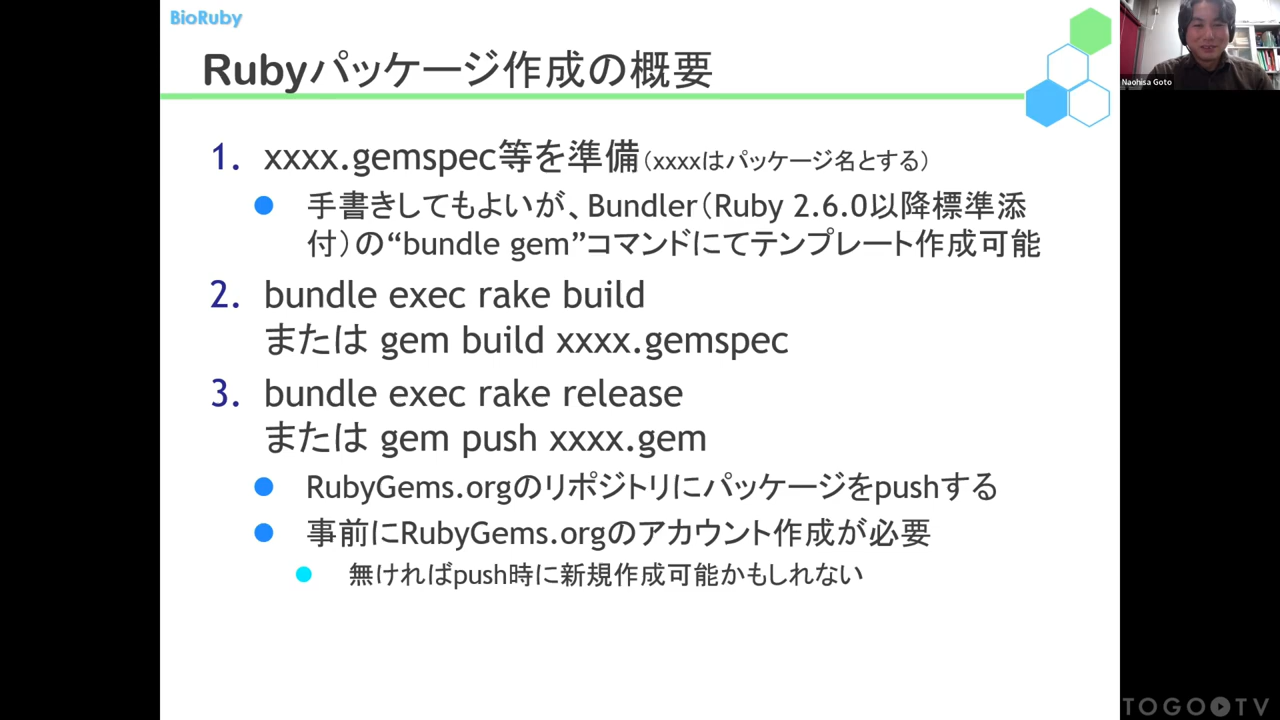 BioRuby
Rubyパッケージ作成の概要
Naohisa Goto
1. xxxx.gemspec等を準備（xxxxはパッケージ名とする）
手書きしてもよいが、Bundler（Ruby 2.6.0以降標準添
付）の“bundle gem”コマンドにてテンプレート作成可能
2. bundle exec rake build
または gem build xxxx.gemspec
3. bundle exec rake release
または gem push xxxx.gem
RubyGems.orgのリポジトリにパッケージをpushする
事前にRubyGems.orgのアカウント作成が必要
無ければpush時に新規作成可能かもしれない
TOGOTV